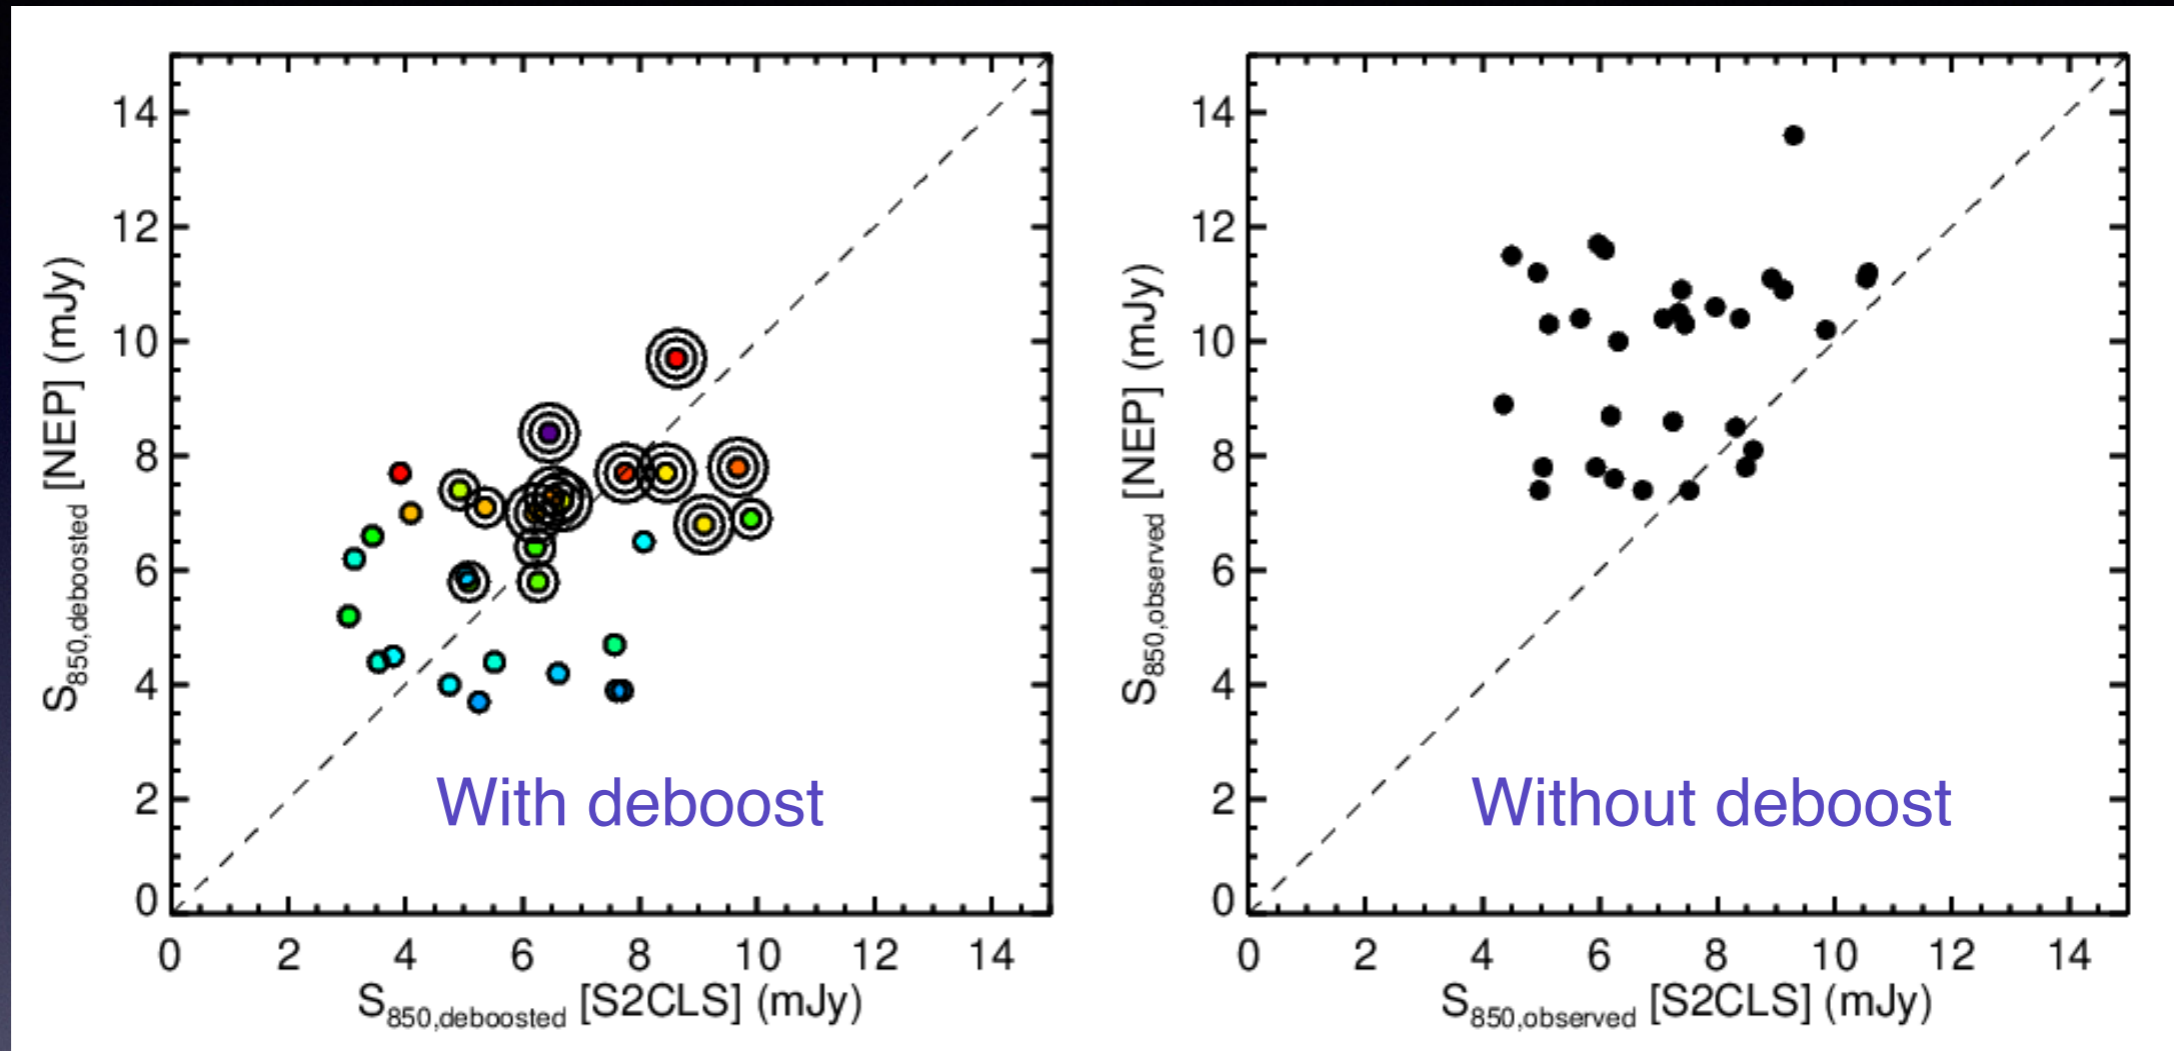 14
12
10
8
6
4
2
0
S850,deboosted [NEP] (mJy)
With deboost
0 2 4 6 8 10 12 14
S850,deboosted [S2CLS] (mJy)
14
12
10
8
6
4
2
0
S850,observed [NEP] (mJy)
Without deboost
0 2 4 6 8 10 12 14
S850,observed [S2CLS] (mJy)